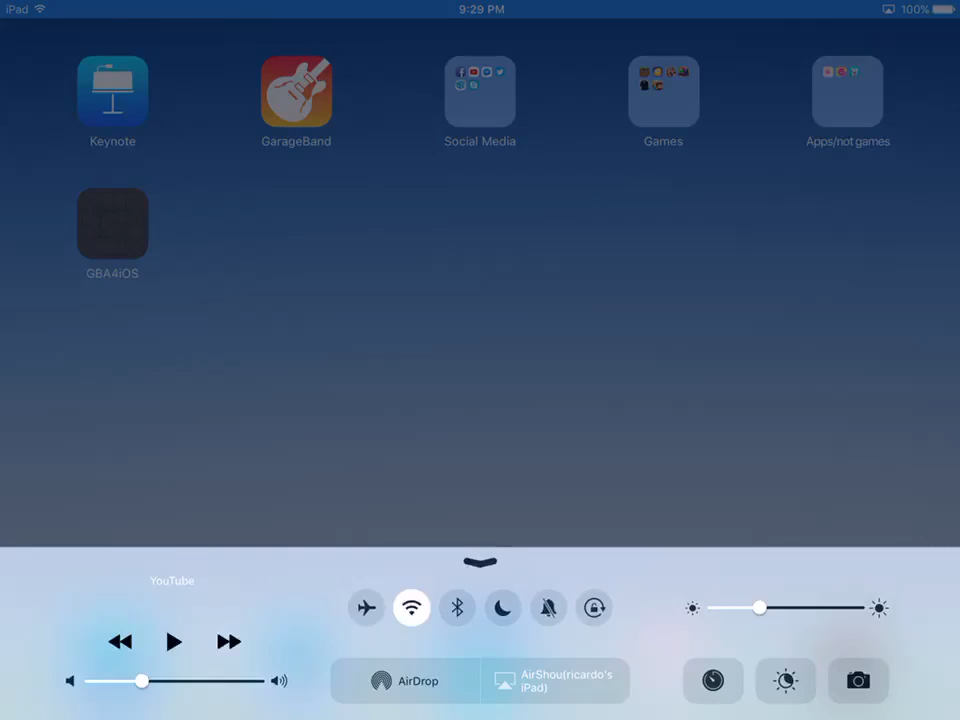 iPad 9:29 PM 100%
Keynote GarageBand Social Media Games Apps/not games
GBA4iOS
YouTube
AirDrop
AirShou(ricardo's
iPad)